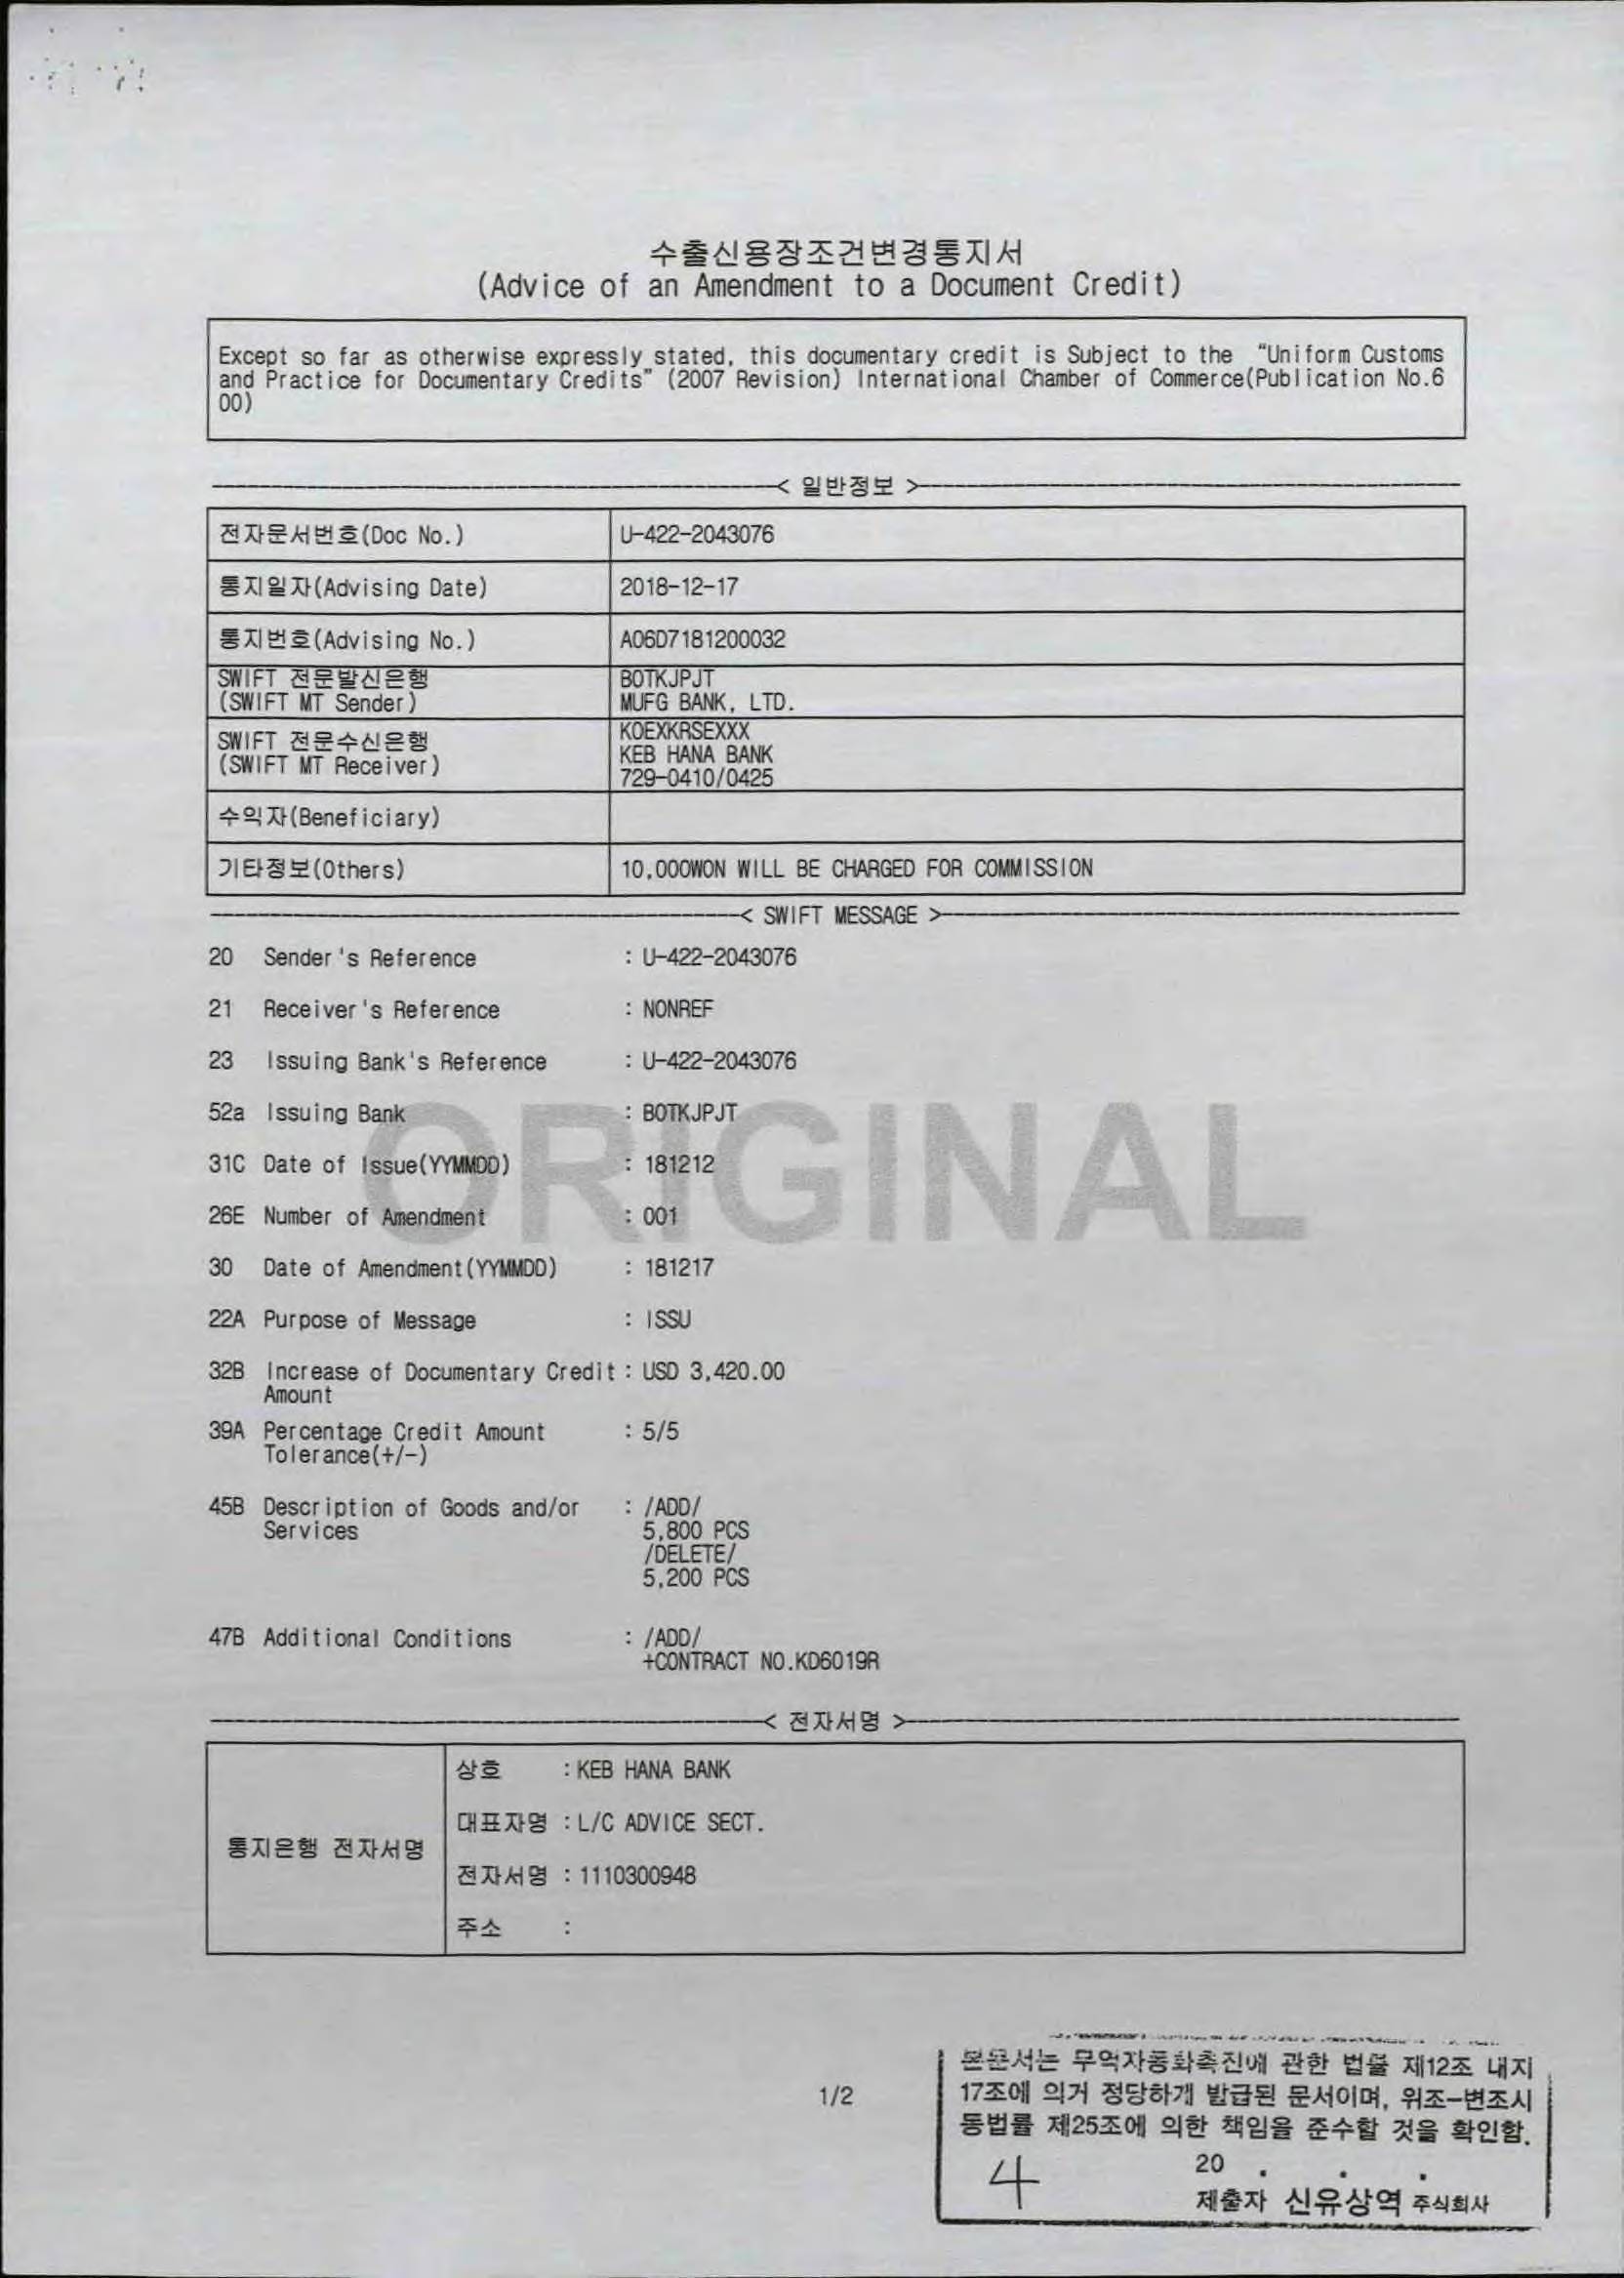 수출신용장조건변경통지서
(Advice of an Amendment to a Document Credit)
Except so far as otherwise expressly stated, this documentary credit is Subject to the "Uniform Customs
and Practice for Documentary Credits" (2007 Revision) International Chamber of Commerce(Publication No.6
00)
< 일반정보 >
전자문서번호(Doc No.) U-422-2043076
통지일자(Advising Date) 2018-12-17
통지번호(Advising No.) A06D7181200032
SWIFT 전문발신은행 BOTKJPJT
(SWIFT MT Sender) MUFG BANK, LTD.
KOEXKRSEXXX
SWIFT 전문수신은행 KEB HANA BANK
(SWIFT MT Receiver) 729-0410/0425
수익자(Beneficiary)
기타정보(Others) 10,000WON WILL BE CHARGED FOR COMMISSION
< SWIFT MESSAGE >
20 Sender's Reference : U-422-2043076
21 Receiver's Reference : NONREF
23 Issuing Bank's Reference : U-422-2043076
52a Issuing Bank : BOTKJPJT
ORIGINAL
31C Date of Issue(YYMMDD) : 181212
26E Number of Amendment : 001
30 Date of Amendment(YYMMDD) : 181217
22A Purpose of Message : ISSU
32B Increase of Documentary Credit : USD 3,420.00
Amount
39A Percentage Credit Amount : 5/5
Tolerance(+/-)
45B Description of Goods and/or : /ADD/
Services 5,800 PCS
/DELETE/
5,200 PCS
47B Additional Conditions : /ADD/
+CONTRACT NO.KD6019R
< 전자서명 >
상호 : KEB HANA BANK
대표자명 : L/C ADVICE SECT.
통지은행 전자서명
전자서명 : 1110300948
주소 :
1/2
본문서는 무역자동화촉진에 관한 법률 제12조 내지
17조에 의거 정당하게 발급된 문서이며, 위조-변조시
동법률 제25조에 의한 책임을 준수할 것을 확인함.
4 20 . . .
제출자 신유상역 주식회사